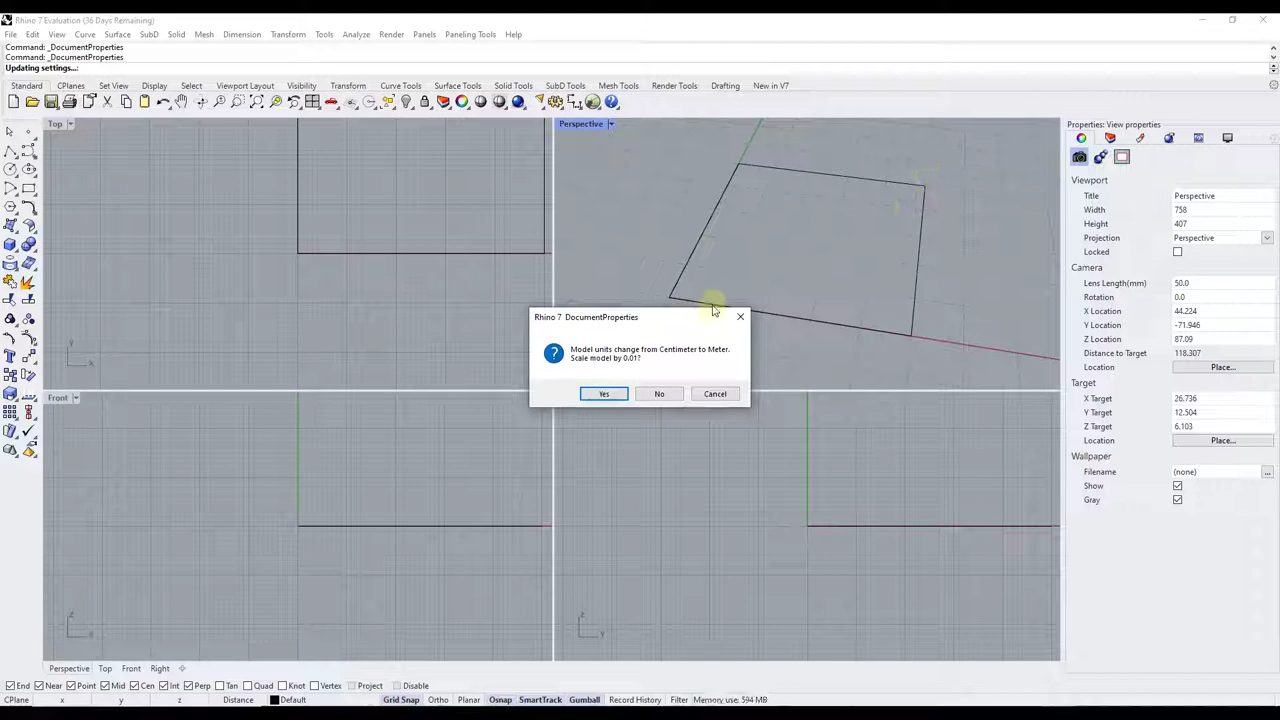 Rhino 7 Evaluation (36 Days Remaining)
File Edit View Curve Surface SubD Solid Mesh Dimension Transform Tools Analyze Render Panels Paneling Tools Help
Command: _DocumentProperties
Command: _DocumentProperties
Updating settings...:
Standard CPlanes Set View Display Select Viewport Layout Visibility Transform Curve Tools Surface Tools Solid Tools SubD Tools Mesh Tools Render Tools Drafting New in V7
Top
Perspective
Properties: View properties
Viewport
Title Perspective
Width 758
Height 407
Projection Perspective
Locked
Camera
Lens Length(mm) 50.0
Rotation 0.0
X Location 44.224
Y Location -71.946
Z Location 87.09
Distance to Target 118.307
Location Place...
Target
X Target 26.736
Y Target 12.504
Z Target 6.103
Location Place...
Wallpaper
Filename (none) ...
Show
Gray
Rhino 7 DocumentProperties
Model units change from Centimeter to Meter.
Scale model by 0.01?
Yes No Cancel
y
x
Front
z
x
z
y
Perspective Top Front Right
End Near Point Mid Cen Int Perp Tan Quad Knot Vertex Project Disable
CPlane x y z Distance Default Grid Snap Ortho Planar Osnap SmartTrack Gumball Record History Filter Memory use: 594 MB